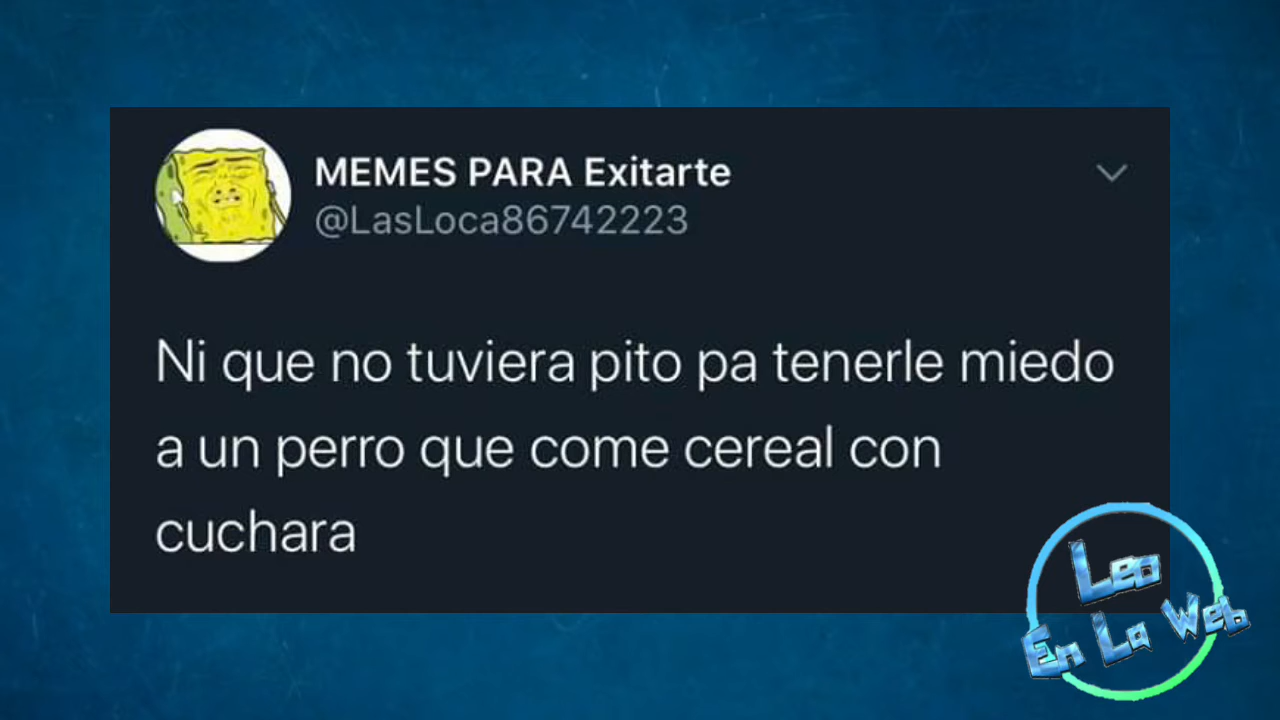 MEMES PARA Exitarte
@LasLoca86742223
Ni que no tuviera pito pa tenerle miedo
a un perro que come cereal con
cuchara
Leo
En La Web